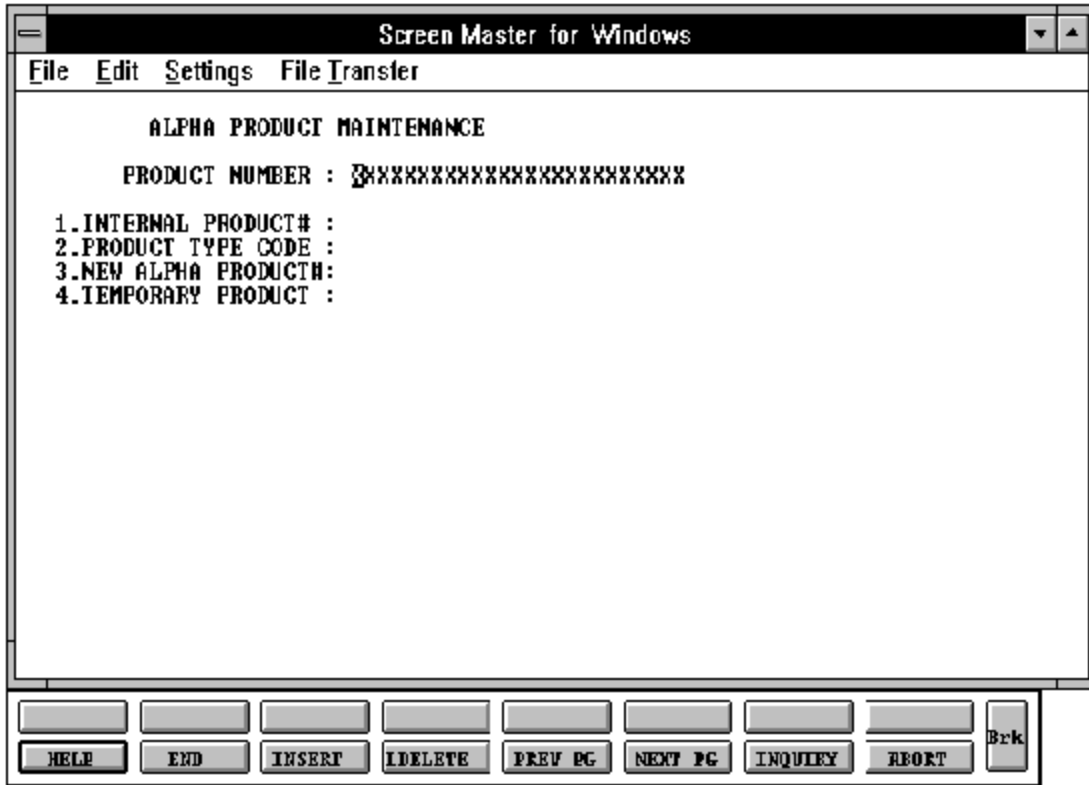 Screen Master for Windows
File Edit Settings File Transfer
ALPHA PRODUCT MAINTENANCE
PRODUCT NUMBER : XXXXXXXXXXXXXXXXXXXXXXXXX
1.INTERNAL PRODUCT# :
2.PRODUCT TYPE CODE :
3.NEW ALPHA PRODUCT#:
4.TEMPORARY PRODUCT :
Brk
HELP END INSERT IDELETE PREV PG NEXT PG INQUIRY ABORT